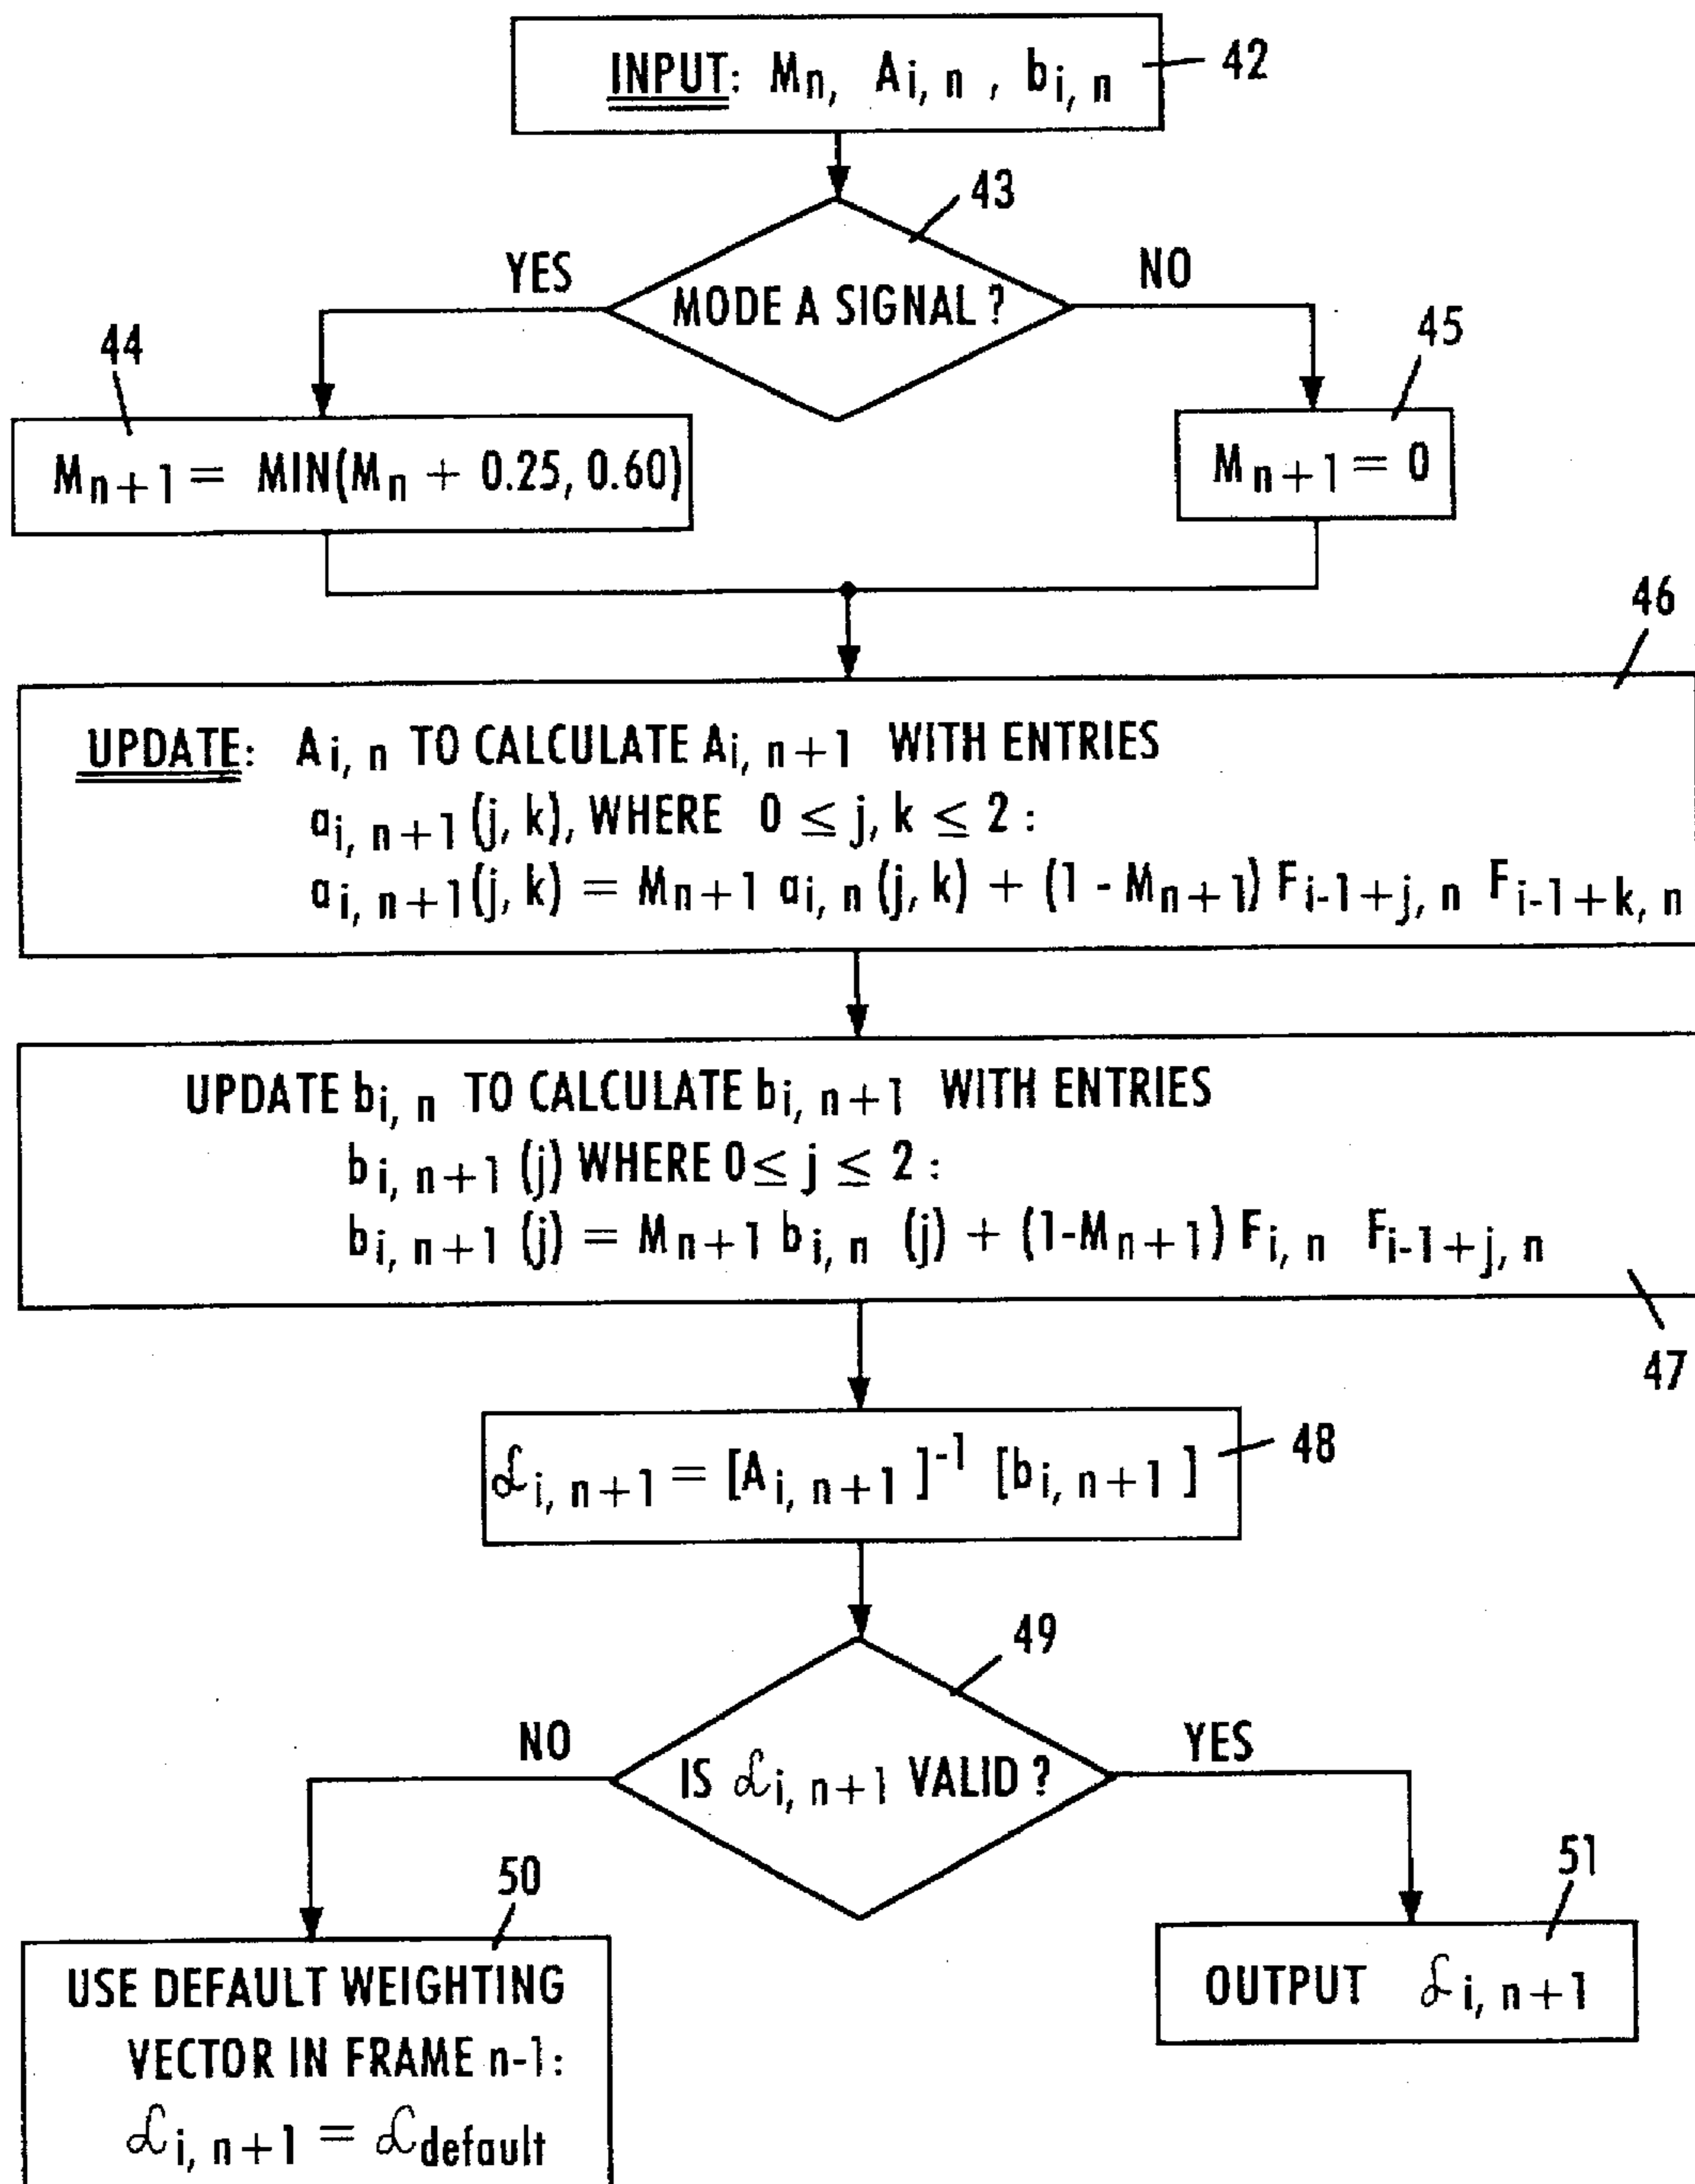 INPUT: Mn, Ai, n , bi, n
42
43
YES
MODE A SIGNAL ?
NO
44
45
Mn+1 = MIN(Mn + 0.25, 0.60)
Mn+1 = 0
46
UPDATE: Ai, n TO CALCULATE Ai, n+1 WITH ENTRIES
ai, n+1 (j, k), WHERE 0 ≤ j, k ≤ 2 :
ai, n+1(j, k) = Mn+1 ai, n (j, k) + (1 - Mn+1) Fi-1+j, n Fi-1+k, n
UPDATE bi, n TO CALCULATE bi, n+1 WITH ENTRIES
bi, n+1 (j) WHERE 0≤ j ≤ 2 :
bi, n+1 (j) = Mn+1 bi, n (j) + (1-Mn+1) Fi, n Fi-1+j, n
47
ℒi, n+1 = [Ai, n+1 ]-1 [bi, n+1 ]
48
49
NO
IS ℒi, n+1 VALID ?
YES
50
51
USE DEFAULT WEIGHTING
VECTOR IN FRAME n-1:
ℒi, n+1 = ℒdefault
OUTPUT ℒi, n+1